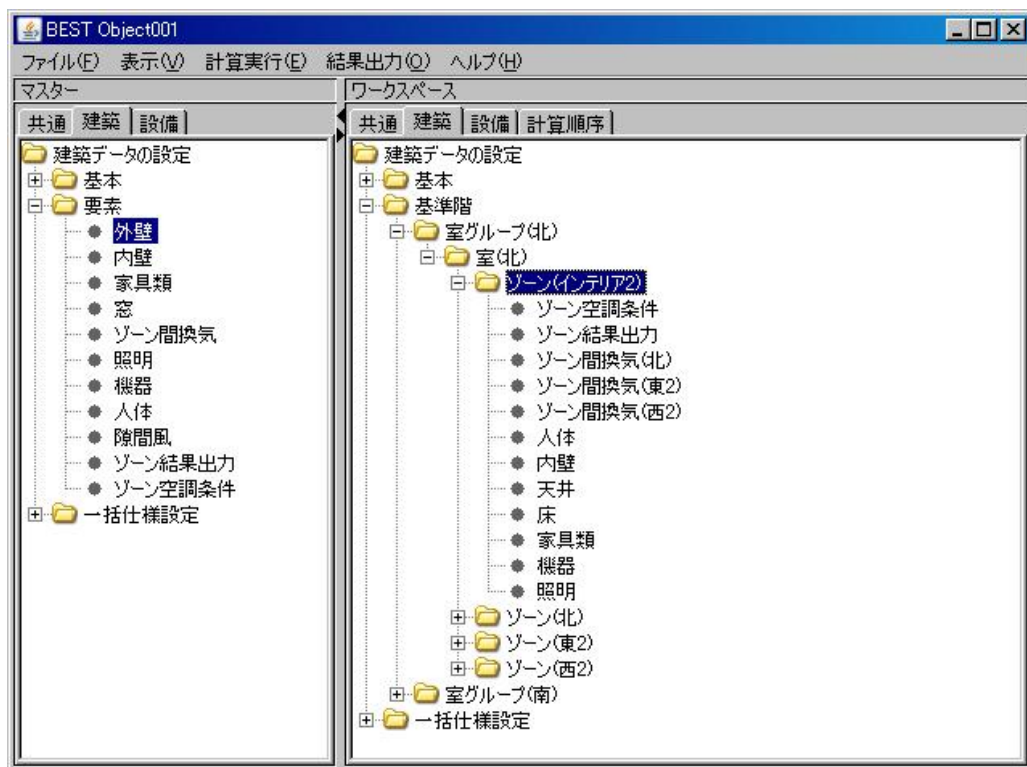 BEST Object001
ファイル(F) 表示(V) 計算実行(E) 結果出力(O) ヘルプ(H)
マスター
共通 建築 設備
建築データの設定
基本
要素
外壁
内壁
家具類
窓
ゾーン間換気
照明
機器
人体
隙間風
ゾーン結果出力
ゾーン空調条件
一括仕様設定
ワークスペース
共通 建築 設備 計算順序
建築データの設定
基本
基準階
室グループ(北)
室(北)
ゾーン(インテリア2)
ゾーン空調条件
ゾーン結果出力
ゾーン間換気(北)
ゾーン間換気(東2)
ゾーン間換気(西2)
人体
内壁
天井
床
家具類
機器
照明
ゾーン(北)
ゾーン(東2)
ゾーン(西2)
室グループ(南)
一括仕様設定